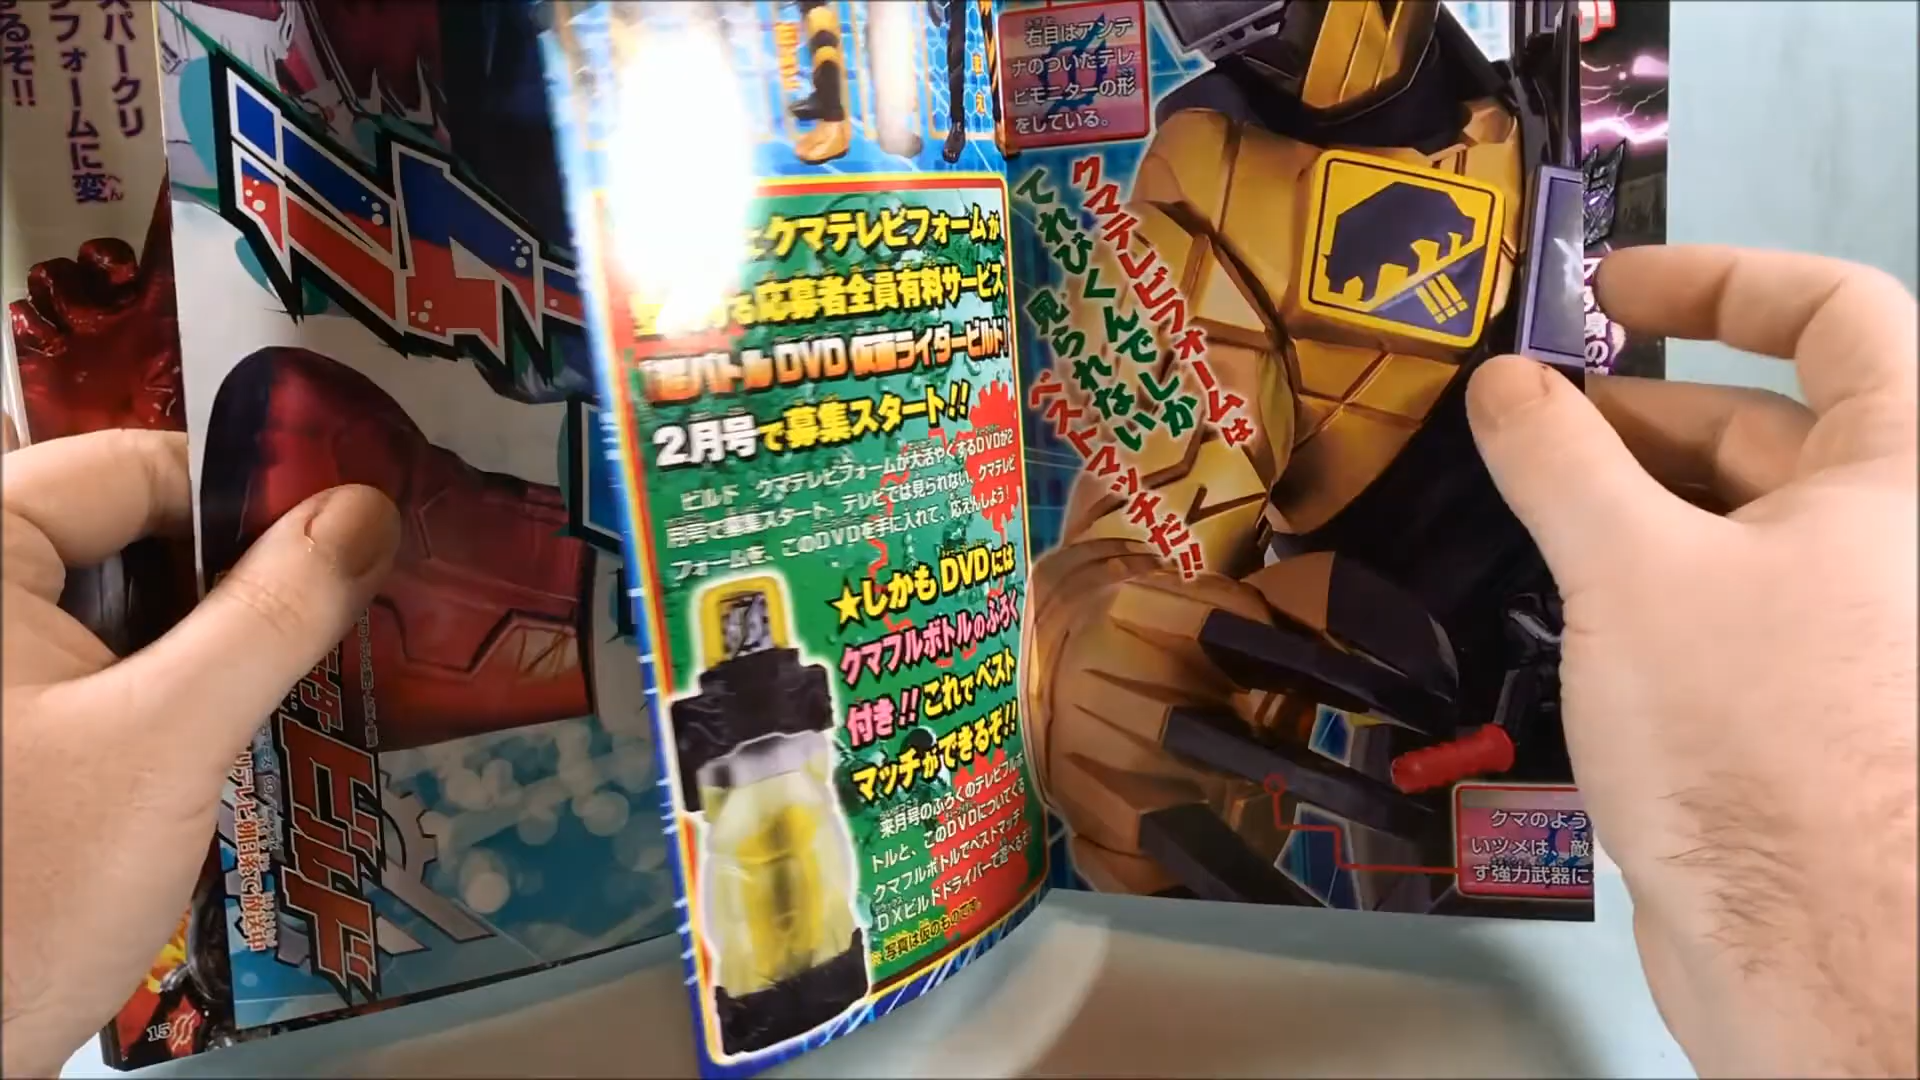 スパークリ
フォームに変
るぞ!!
ビルド
15
右目はアンテ
ナのついたテレ
ビモニターの形
をしている。
クマテレビフォームは、
てれびくんでしか
見られない
ベストマッチだ!!
クマテレビフォームが
する応募者全員有料サービス
超バトルDVD 仮面ライダービルド
2月号で募集スタート!!
ビルド クマテレビフォームが大活やくするDVDが2
月号で募集スタート、テレビでは見られない、クマテレビ
フォームを、このDVDを手に入れて、応えんしよう!
★しかもDVDには
クマフルボトルのふろく
付き!!これでベスト
マッチができるぞ!!
来月号のふろくのテレビフルボ
トルと、このDVDについてくる
クマフルボトルでベストマッチ!
DXビルドドライバーで遊べるぞ!
※写真は仮のものです。
クマのよう
いツメは、敵
す強力武器に